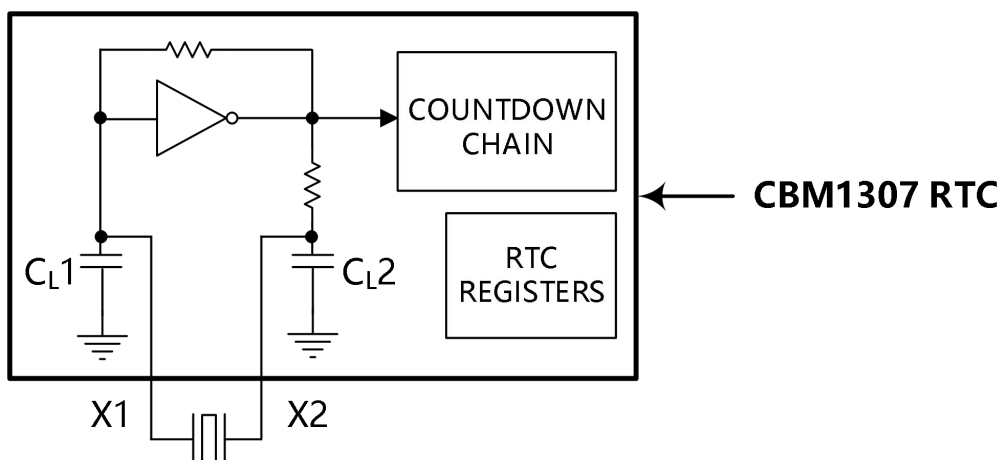 COUNTDOWN
CHAIN
CBM1307 RTC
RTC
REGISTERS
CL1
CL2
X1
X2